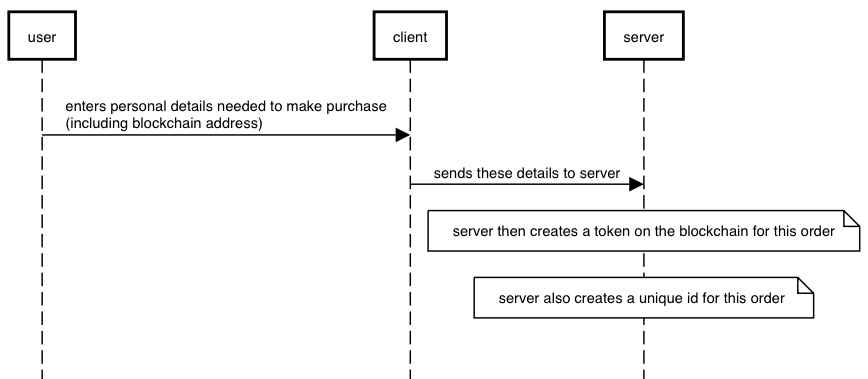 user
client
server
enters personal details needed to make purchase
(including blockchain address)
sends these details to server
server then creates a token on the blockchain for this order
server also creates a unique id for this order